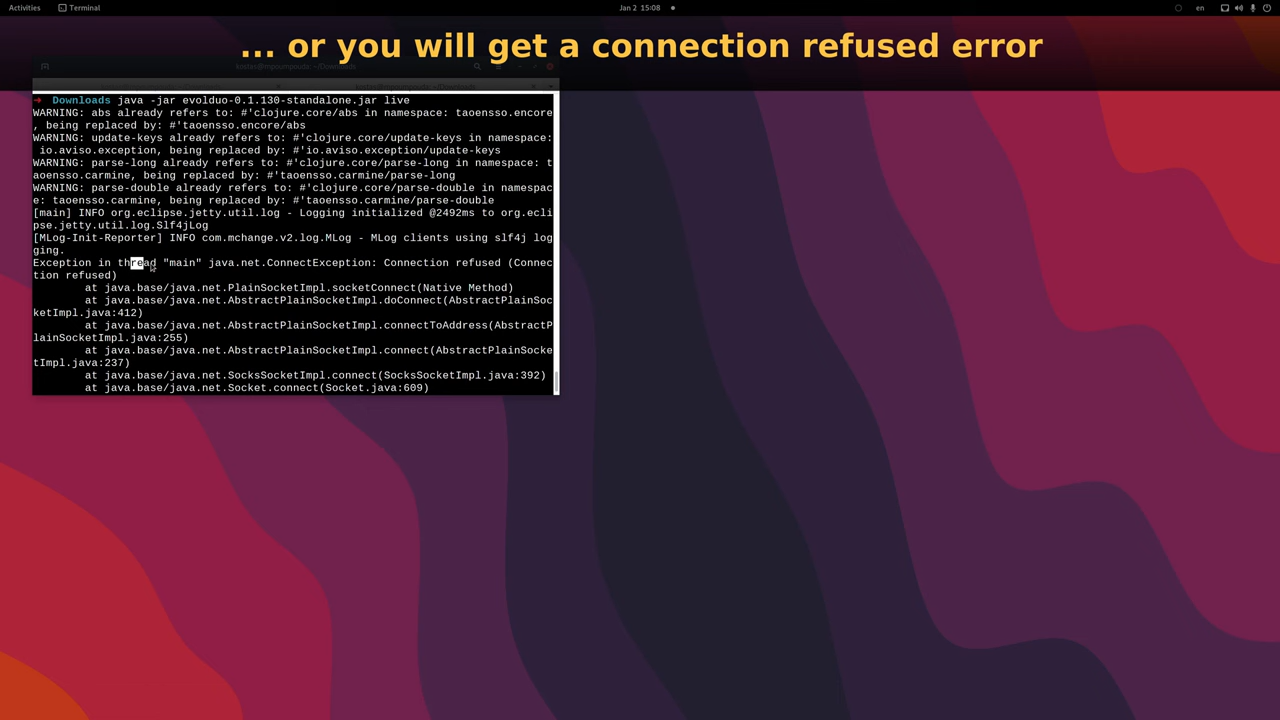 Activities Terminal Jan 2 15:08 en
... or you will get a connection refused error
➜ Downloads java -jar evolduo-0.1.130-standalone.jar live
WARNING: abs already refers to: #'clojure.core/abs in namespace: taoensso.encore
, being replaced by: #'taoensso.encore/abs
WARNING: update-keys already refers to: #'clojure.core/update-keys in namespace:
io.aviso.exception, being replaced by: #'io.aviso.exception/update-keys
WARNING: parse-long already refers to: #'clojure.core/parse-long in namespace: t
aoensso.carmine, being replaced by: #'taoensso.carmine/parse-long
WARNING: parse-double already refers to: #'clojure.core/parse-double in namespac
e: taoensso.carmine, being replaced by: #'taoensso.carmine/parse-double
[main] INFO org.eclipse.jetty.util.log - Logging initialized @2492ms to org.ecli
pse.jetty.util.log.Slf4jLog
[MLog-Init-Reporter] INFO com.mchange.v2.log.MLog - MLog clients using slf4j log
ging.
Exception in thread "main" java.net.ConnectException: Connection refused (Connec
tion refused)
at java.base/java.net.PlainSocketImpl.socketConnect(Native Method)
at java.base/java.net.AbstractPlainSocketImpl.doConnect(AbstractPlainSoc
ketImpl.java:412)
at java.base/java.net.AbstractPlainSocketImpl.connectToAddress(AbstractP
lainSocketImpl.java:255)
at java.base/java.net.AbstractPlainSocketImpl.connect(AbstractPlainSocke
tImpl.java:237)
at java.base/java.net.SocksSocketImpl.connect(SocksSocketImpl.java:392)
at java.base/java.net.Socket.connect(Socket.java:609)